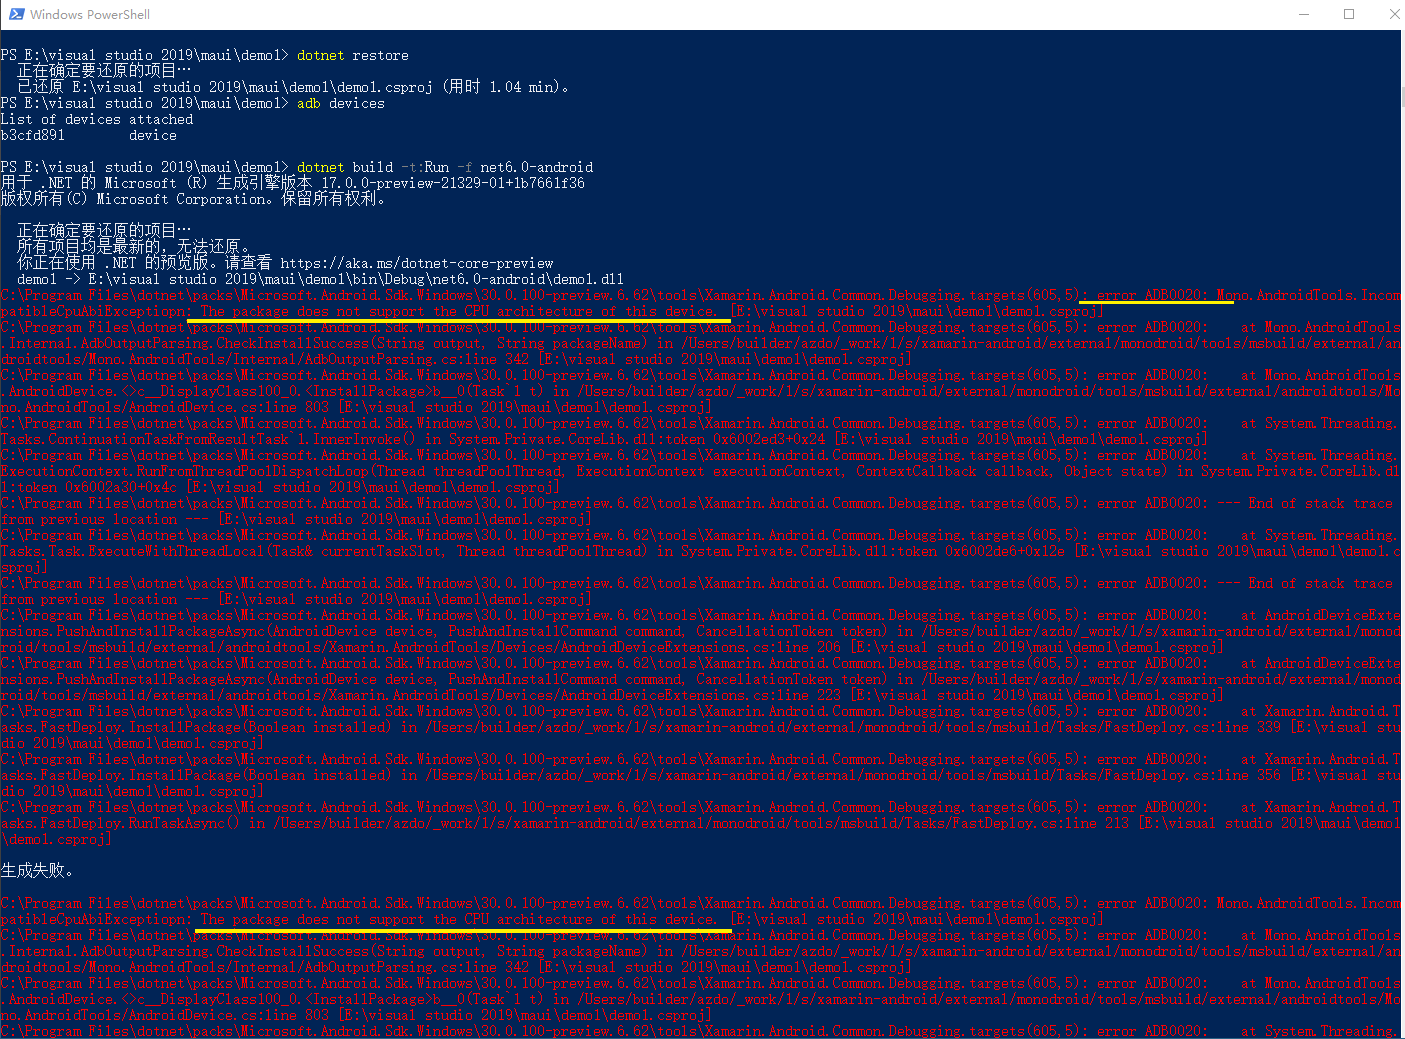 Windows PowerShell
PS E:\visual studio 2019\maui\demo1> dotnet restore
正在确定要还原的项目…
已还原 E:\visual studio 2019\maui\demo1\demo1.csproj (用时 1.04 min)。
PS E:\visual studio 2019\maui\demo1> adb devices
List of devices attached
b3cfd891        device
PS E:\visual studio 2019\maui\demo1> dotnet build -t:Run -f net6.0-android
用于 .NET 的 Microsoft (R) 生成引擎版本 17.0.0-preview-21329-01+1b7661f36
版权所有(C) Microsoft Corporation。保留所有权利。
正在确定要还原的项目…
所有项目均是最新的，无法还原。
你正在使用 .NET 的预览版。请查看 https://aka.ms/dotnet-core-preview
demo1 -> E:\visual studio 2019\maui\demo1\bin\Debug\net6.0-android\demo1.dll
C:\Program Files\dotnet\packs\Microsoft.Android.Sdk.Windows\30.0.100-preview.6.62\tools\Xamarin.Android.Common.Debugging.targets(605,5): error ADB0020: Mono.AndroidTools.Incom
patibleCpuAbiExceptiopn: The package does not support the CPU architecture of this device. [E:\visual studio 2019\maui\demo1\demo1.csproj]
C:\Program Files\dotnet\packs\Microsoft.Android.Sdk.Windows\30.0.100-preview.6.62\tools\Xamarin.Android.Common.Debugging.targets(605,5): error ADB0020:    at Mono.AndroidTools
.Internal.AdbOutputParsing.CheckInstallSuccess(String output, String packageName) in /Users/builder/azdo/_work/1/s/xamarin-android/external/monodroid/tools/msbuild/external/an
droidtools/Mono.AndroidTools/Internal/AdbOutputParsing.cs:line 342 [E:\visual studio 2019\maui\demo1\demo1.csproj]
C:\Program Files\dotnet\packs\Microsoft.Android.Sdk.Windows\30.0.100-preview.6.62\tools\Xamarin.Android.Common.Debugging.targets(605,5): error ADB0020:    at Mono.AndroidTools
.AndroidDevice.<>c__DisplayClass100_0.<InstallPackage>b__0(Task`1 t) in /Users/builder/azdo/_work/1/s/xamarin-android/external/monodroid/tools/msbuild/external/androidtools/Mo
no.AndroidTools/AndroidDevice.cs:line 803 [E:\visual studio 2019\maui\demo1\demo1.csproj]
C:\Program Files\dotnet\packs\Microsoft.Android.Sdk.Windows\30.0.100-preview.6.62\tools\Xamarin.Android.Common.Debugging.targets(605,5): error ADB0020:    at System.Threading.
Tasks.ContinuationTaskFromResultTask`1.InnerInvoke() in System.Private.CoreLib.dll:token 0x6002ed3+0x24 [E:\visual studio 2019\maui\demo1\demo1.csproj]
C:\Program Files\dotnet\packs\Microsoft.Android.Sdk.Windows\30.0.100-preview.6.62\tools\Xamarin.Android.Common.Debugging.targets(605,5): error ADB0020:    at System.Threading.
ExecutionContext.RunFromThreadPoolDispatchLoop(Thread threadPoolThread, ExecutionContext executionContext, ContextCallback callback, Object state) in System.Private.CoreLib.dl
l:token 0x6002a30+0x4c [E:\visual studio 2019\maui\demo1\demo1.csproj]
C:\Program Files\dotnet\packs\Microsoft.Android.Sdk.Windows\30.0.100-preview.6.62\tools\Xamarin.Android.Common.Debugging.targets(605,5): error ADB0020: --- End of stack trace
from previous location --- [E:\visual studio 2019\maui\demo1\demo1.csproj]
C:\Program Files\dotnet\packs\Microsoft.Android.Sdk.Windows\30.0.100-preview.6.62\tools\Xamarin.Android.Common.Debugging.targets(605,5): error ADB0020:    at System.Threading.
Tasks.Task.ExecuteWithThreadLocal(Task& currentTaskSlot, Thread threadPoolThread) in System.Private.CoreLib.dll:token 0x6002de6+0x12e [E:\visual studio 2019\maui\demo1\demo1.c
sproj]
C:\Program Files\dotnet\packs\Microsoft.Android.Sdk.Windows\30.0.100-preview.6.62\tools\Xamarin.Android.Common.Debugging.targets(605,5): error ADB0020: --- End of stack trace
from previous location --- [E:\visual studio 2019\maui\demo1\demo1.csproj]
C:\Program Files\dotnet\packs\Microsoft.Android.Sdk.Windows\30.0.100-preview.6.62\tools\Xamarin.Android.Common.Debugging.targets(605,5): error ADB0020:    at AndroidDeviceExte
nsions.PushAndInstallPackageAsync(AndroidDevice device, PushAndInstallCommand command, CancellationToken token) in /Users/builder/azdo/_work/1/s/xamarin-android/external/monod
roid/tools/msbuild/external/androidtools/Xamarin.AndroidTools/Devices/AndroidDeviceExtensions.cs:line 206 [E:\visual studio 2019\maui\demo1\demo1.csproj]
C:\Program Files\dotnet\packs\Microsoft.Android.Sdk.Windows\30.0.100-preview.6.62\tools\Xamarin.Android.Common.Debugging.targets(605,5): error ADB0020:    at AndroidDeviceExte
nsions.PushAndInstallPackageAsync(AndroidDevice device, PushAndInstallCommand command, CancellationToken token) in /Users/builder/azdo/_work/1/s/xamarin-android/external/monod
roid/tools/msbuild/external/androidtools/Xamarin.AndroidTools/Devices/AndroidDeviceExtensions.cs:line 223 [E:\visual studio 2019\maui\demo1\demo1.csproj]
C:\Program Files\dotnet\packs\Microsoft.Android.Sdk.Windows\30.0.100-preview.6.62\tools\Xamarin.Android.Common.Debugging.targets(605,5): error ADB0020:    at Xamarin.Android.T
asks.FastDeploy.InstallPackage(Boolean installed) in /Users/builder/azdo/_work/1/s/xamarin-android/external/monodroid/tools/msbuild/Tasks/FastDeploy.cs:line 339 [E:\visual stu
dio 2019\maui\demo1\demo1.csproj]
C:\Program Files\dotnet\packs\Microsoft.Android.Sdk.Windows\30.0.100-preview.6.62\tools\Xamarin.Android.Common.Debugging.targets(605,5): error ADB0020:    at Xamarin.Android.T
asks.FastDeploy.InstallPackage(Boolean installed) in /Users/builder/azdo/_work/1/s/xamarin-android/external/monodroid/tools/msbuild/Tasks/FastDeploy.cs:line 356 [E:\visual stu
dio 2019\maui\demo1\demo1.csproj]
C:\Program Files\dotnet\packs\Microsoft.Android.Sdk.Windows\30.0.100-preview.6.62\tools\Xamarin.Android.Common.Debugging.targets(605,5): error ADB0020:    at Xamarin.Android.T
asks.FastDeploy.RunTaskAsync() in /Users/builder/azdo/_work/1/s/xamarin-android/external/monodroid/tools/msbuild/Tasks/FastDeploy.cs:line 213 [E:\visual studio 2019\maui\demo1
\demo1.csproj]
生成失败。
C:\Program Files\dotnet\packs\Microsoft.Android.Sdk.Windows\30.0.100-preview.6.62\tools\Xamarin.Android.Common.Debugging.targets(605,5): error ADB0020: Mono.AndroidTools.Incom
patibleCpuAbiExceptiopn: The package does not support the CPU architecture of this device. [E:\visual studio 2019\maui\demo1\demo1.csproj]
C:\Program Files\dotnet\packs\Microsoft.Android.Sdk.Windows\30.0.100-preview.6.62\tools\Xamarin.Android.Common.Debugging.targets(605,5): error ADB0020:    at Mono.AndroidTools
.Internal.AdbOutputParsing.CheckInstallSuccess(String output, String packageName) in /Users/builder/azdo/_work/1/s/xamarin-android/external/monodroid/tools/msbuild/external/an
droidtools/Mono.AndroidTools/Internal/AdbOutputParsing.cs:line 342 [E:\visual studio 2019\maui\demo1\demo1.csproj]
C:\Program Files\dotnet\packs\Microsoft.Android.Sdk.Windows\30.0.100-preview.6.62\tools\Xamarin.Android.Common.Debugging.targets(605,5): error ADB0020:    at Mono.AndroidTools
.AndroidDevice.<>c__DisplayClass100_0.<InstallPackage>b__0(Task`1 t) in /Users/builder/azdo/_work/1/s/xamarin-android/external/monodroid/tools/msbuild/external/androidtools/Mo
no.AndroidTools/AndroidDevice.cs:line 803 [E:\visual studio 2019\maui\demo1\demo1.csproj]
C:\Program Files\dotnet\packs\Microsoft.Android.Sdk.Windows\30.0.100-preview.6.62\tools\Xamarin.Android.Common.Debugging.targets(605,5): error ADB0020:    at System.Threading.